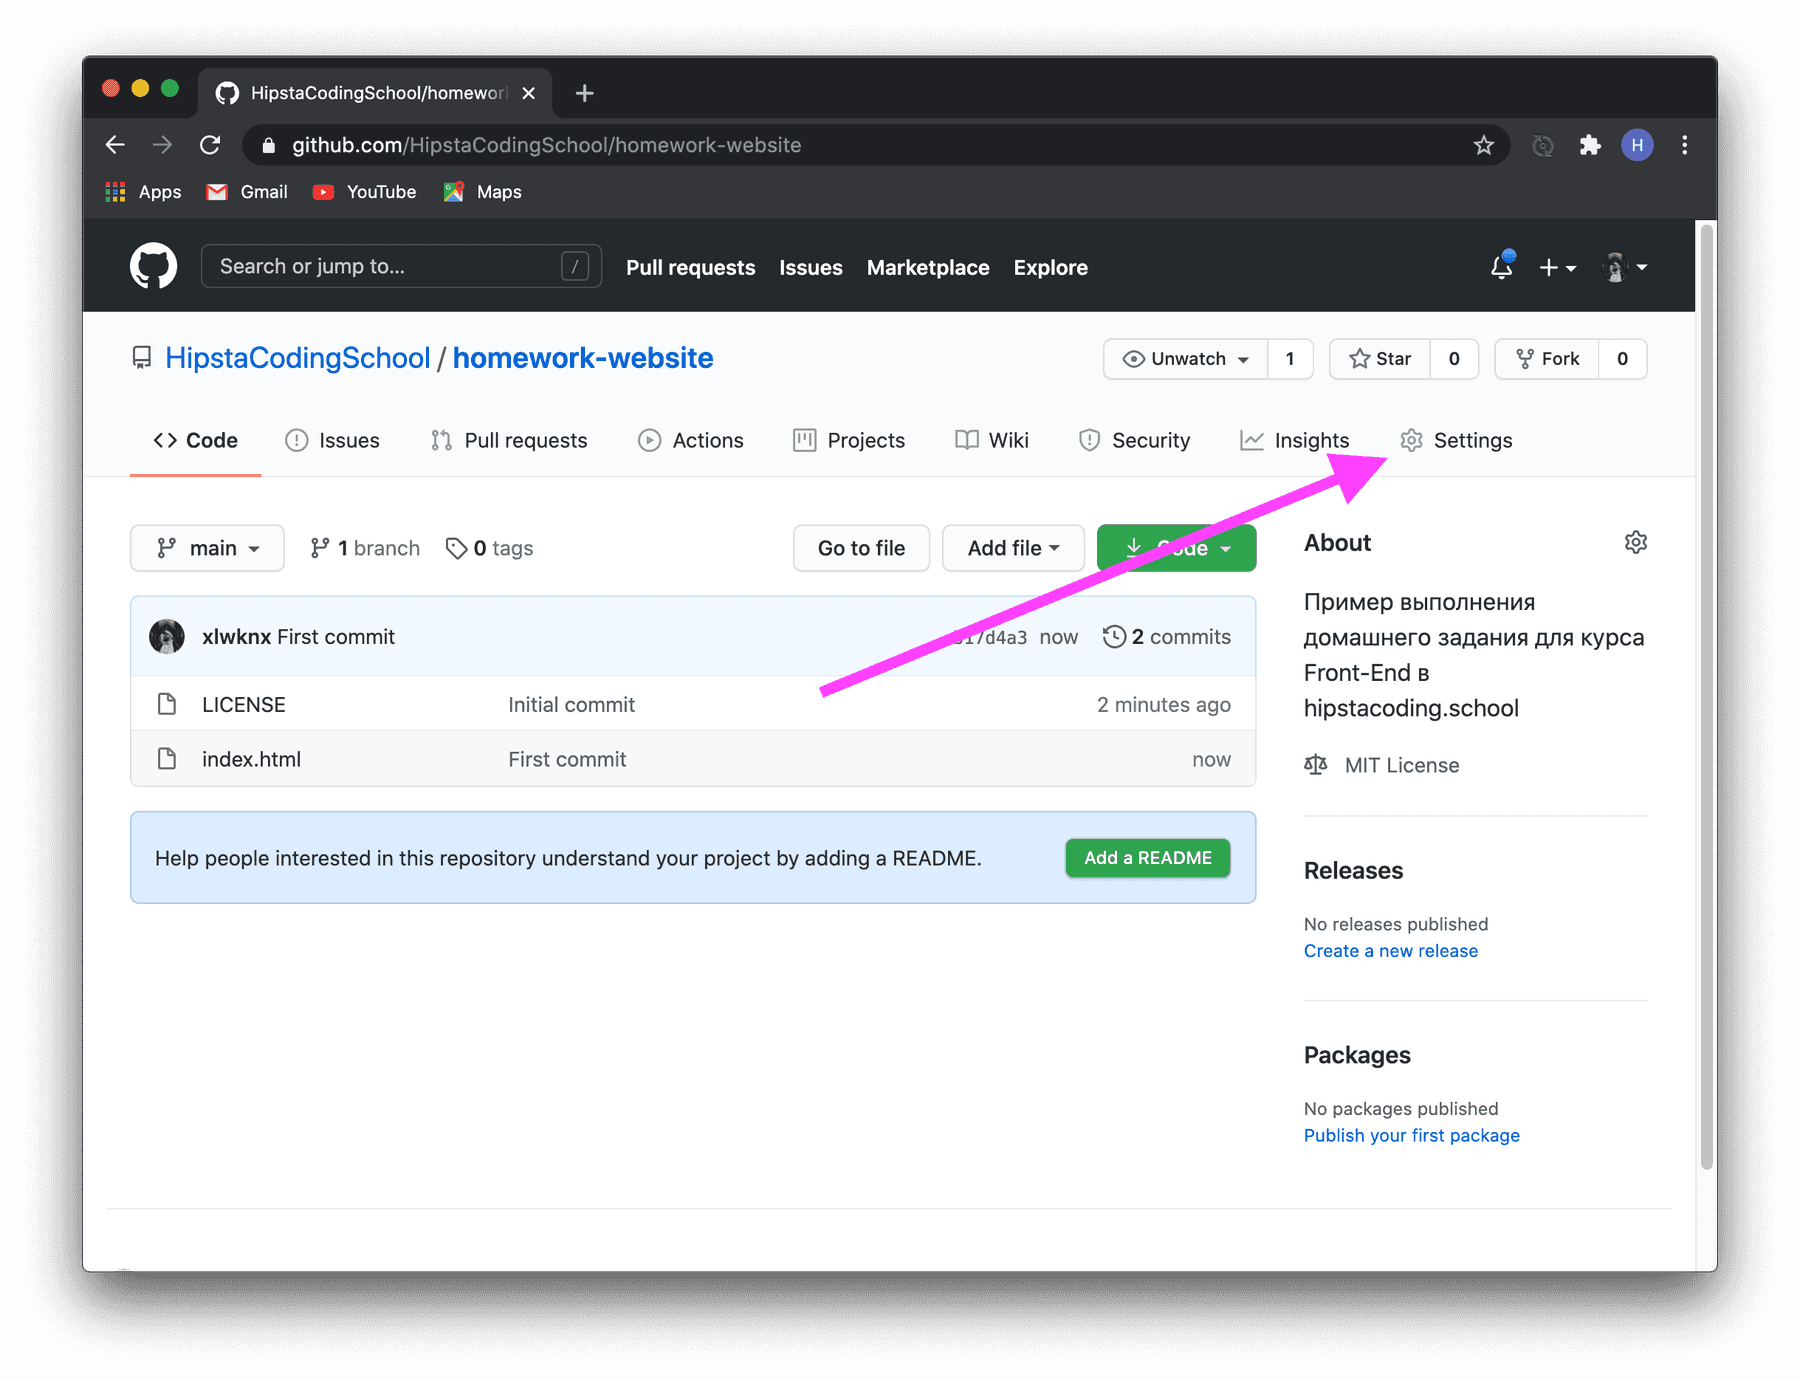 HipstaCodingSchool/homewor
github.com/HipstaCodingSchool/homework-website
Apps Gmail YouTube Maps
Search or jump to... / Pull requests Issues Marketplace Explore
HipstaCodingSchool / homework-website
Unwatch 1 Star 0 Fork 0
Code Issues Pull requests Actions Projects Wiki Security Insights Settings
main 1 branch 0 tags Go to file Add file Code
xlwknx First commit 17d4a3 now 2 commits
LICENSE Initial commit 2 minutes ago
index.html First commit now
Help people interested in this repository understand your project by adding a README. Add a README
About
Пример выполнения
домашнего задания для курса
Front-End в
hipstacoding.school
MIT License
Releases
No releases published
Create a new release
Packages
No packages published
Publish your first package
H